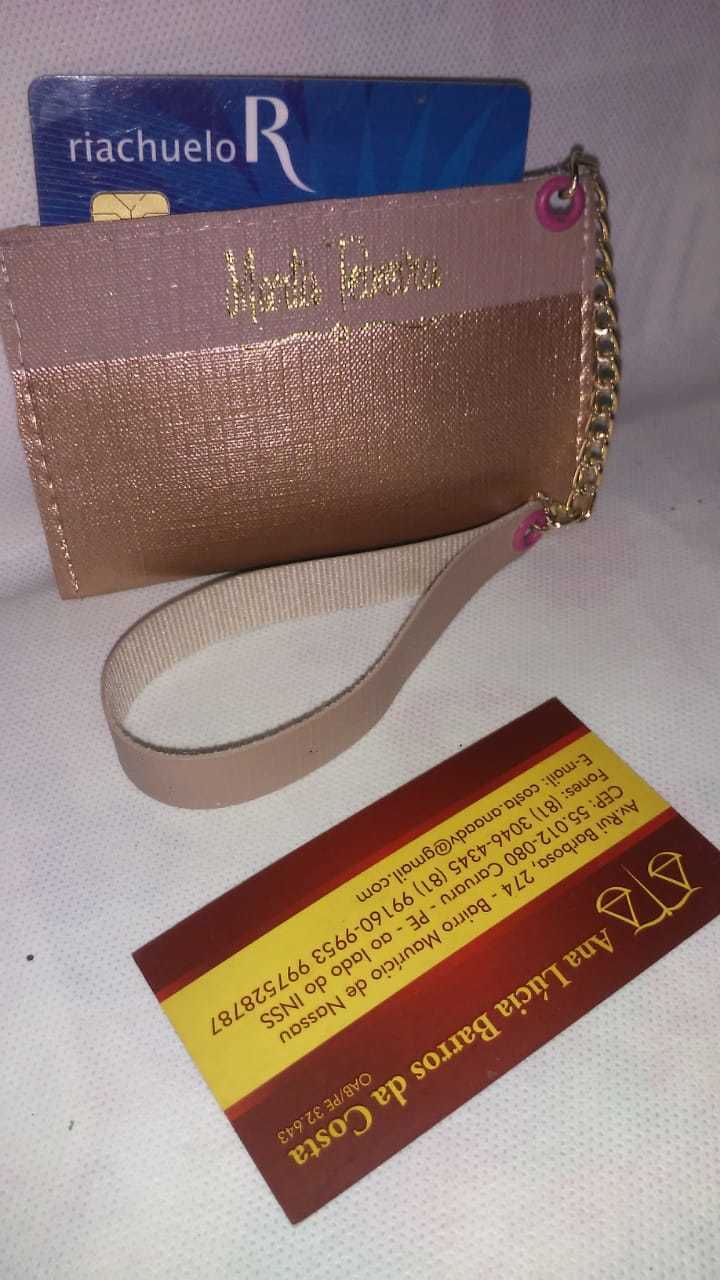 riachuelo R
Ana Lúcia Barros da Costa
OAB/PE 32.643
Av.Rui Barbosa, 274 - Bairro Maurício de Nassau
CEP: 55.012-080 Caruaru - PE - ao lado do INSS
Fones: (81) 3046-4345 (81) 99160-9953 997528787
E-mail: costa.anaadv@gmail.com